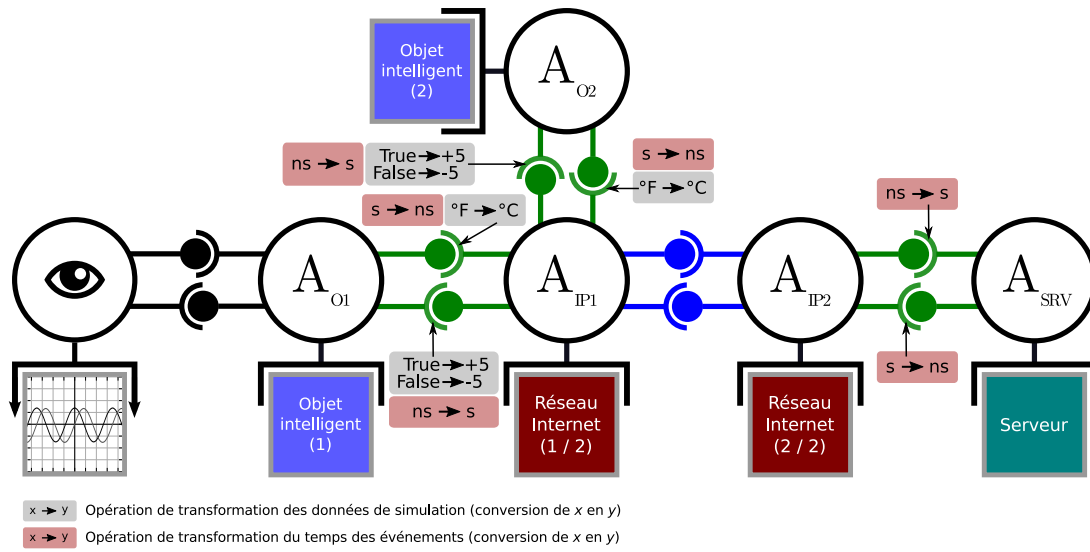 Objet
intelligent
(2)
A O2
ns → s
True → +5
False → -5
s → ns
°F → °C
s → ns
°F → °C
ns → s
A O1
A IP1
A IP2
A SRV
True → +5
False → -5
ns → s
s → ns
Objet
intelligent
(1)
Réseau
Internet
(1 / 2)
Réseau
Internet
(2 / 2)
Serveur
x → y Opération de transformation des données de simulation (conversion de x en y)
x → y Opération de transformation du temps des événements (conversion de x en y)